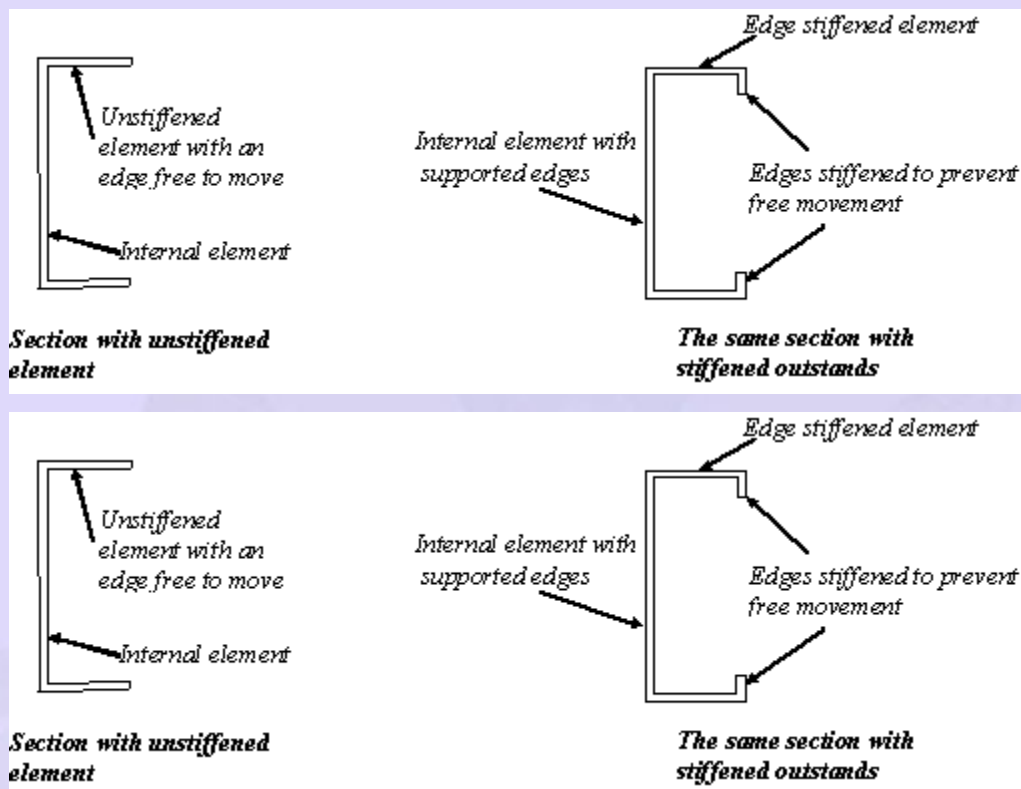 Edge stiffened element
Unstiffened
element with an
edge free to move
Internal element
Internal element with
supported edges
Edges stiffened to prevent
free movement
Section with unstiffened
element
The same section with
stiffened outstands
Edge stiffened element
Unstiffened
element with an
edge free to move
Internal element
Internal element with
supported edges
Edges stiffened to prevent
free movement
Section with unstiffened
element
The same section with
stiffened outstands